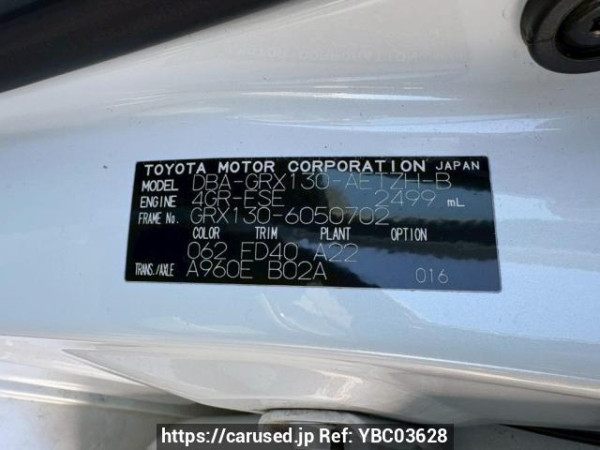 TOYOTA MOTOR CORPORATION JAPAN
MODEL DBA-GRX130-AETZH-B
ENGINE 4GR-FSE 2499 mL
FRAME No. GRX130-6050702
COLOR TRIM PLANT OPTION
062 FD40 A22
TRANS./AXLE A960E B02A 016
https://carused.jp Ref: YBC03628